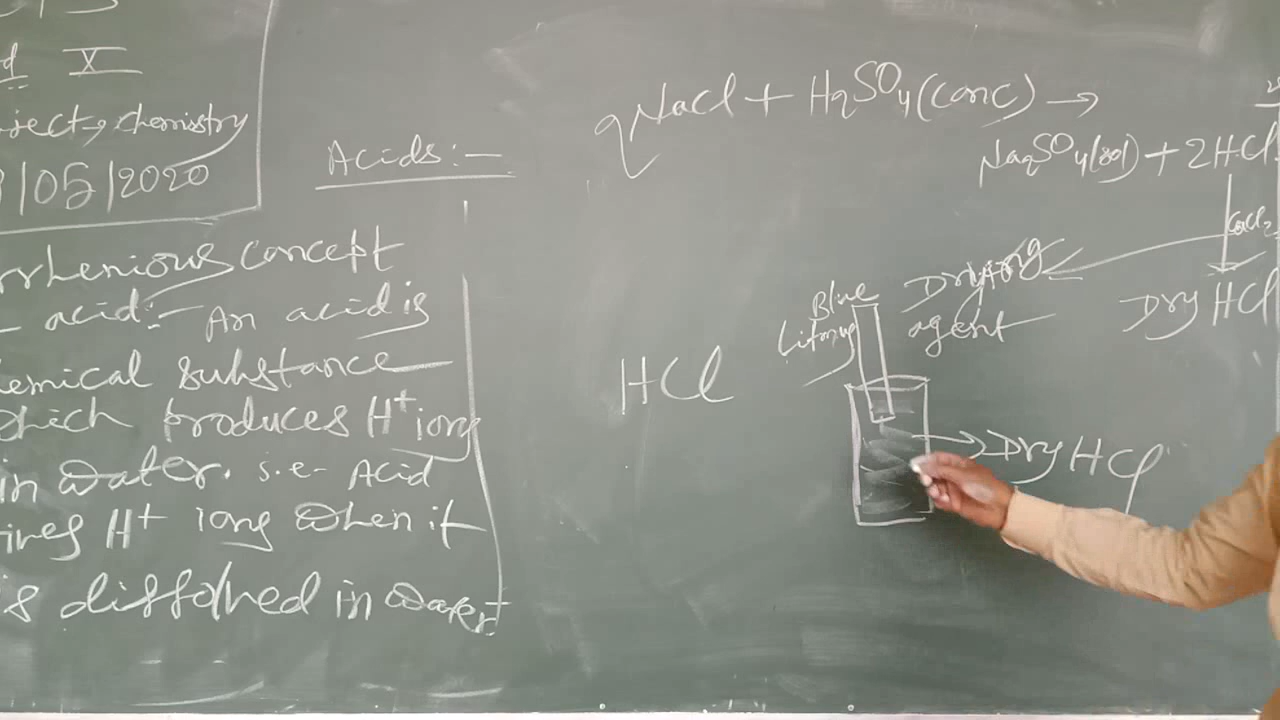 X
ject → chemistry
/05/2020
Acids :-
rrhenious concept
acid :- An acid is
emical substance
which produces H⁺ ions
in water. i.e- Acid
ives H⁺ ions when it
is dissolved in water
2NaCl + H₂SO₄ (conc) →
Na₂SO₄ (sol) + 2HCl
CaCl₂
Drying agent
Dry HCl
Blue
Litmus
HCl
→ Dry HCl